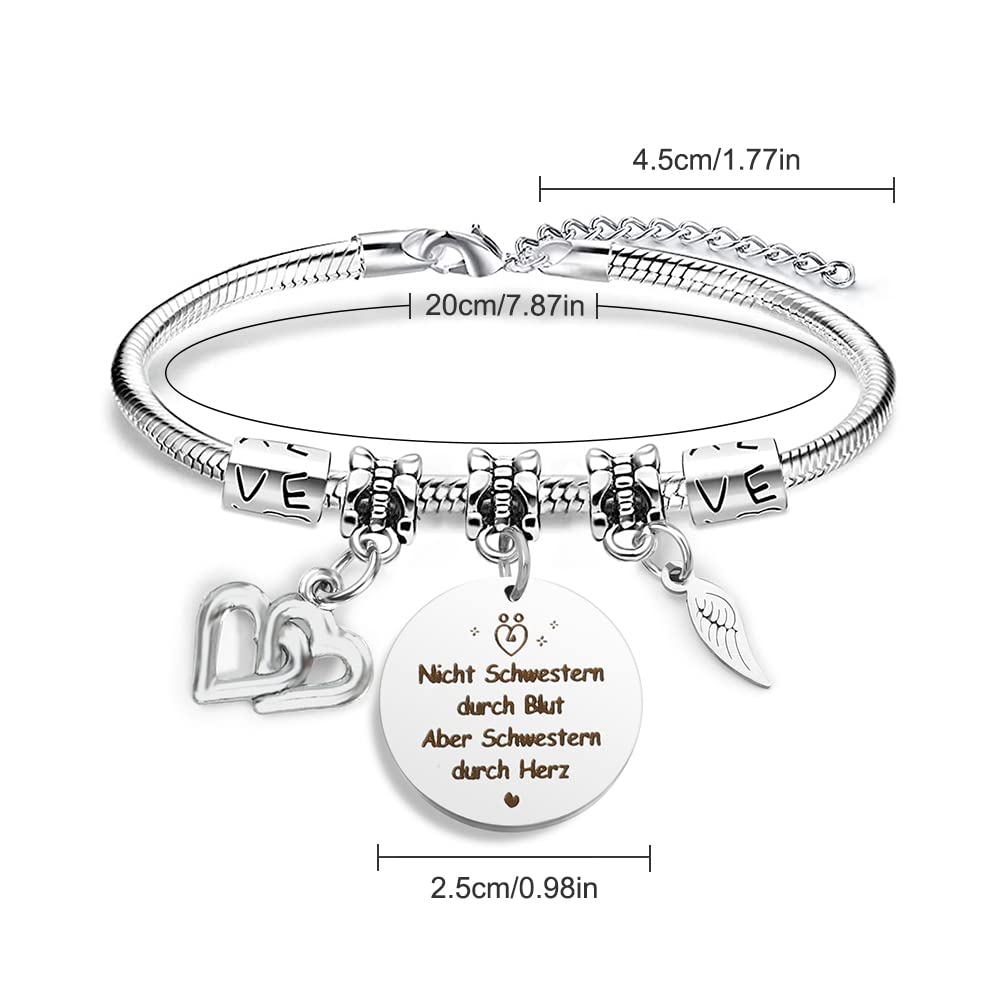 4.5cm/1.77in
20cm/7.87in
VE
VE
Nicht Schwestern
durch Blut
Aber Schwestern
durch Herz
2.5cm/0.98in